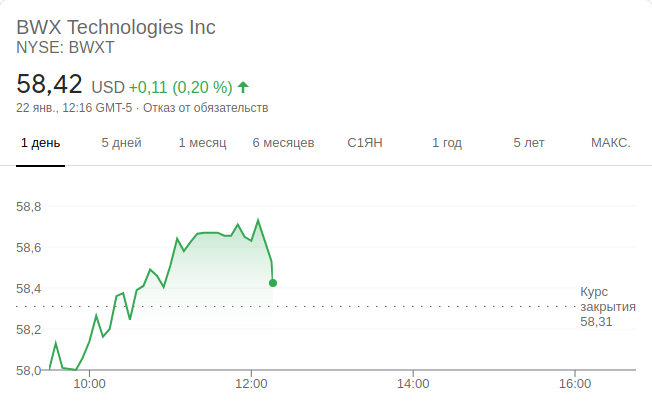 BWX Technologies Inc
NYSE: BWXT
58,42 USD +0,11 (0,20 %)
22 янв., 12:16 GMT-5 · Отказ от обязательств
1 день 5 дней 1 месяц 6 месяцев С1ЯН 1 год 5 лет МАКС.
58,8
58,6
58,4
Курс
закрытия
58,31
58,2
58,0
10:00 12:00 14:00 16:00